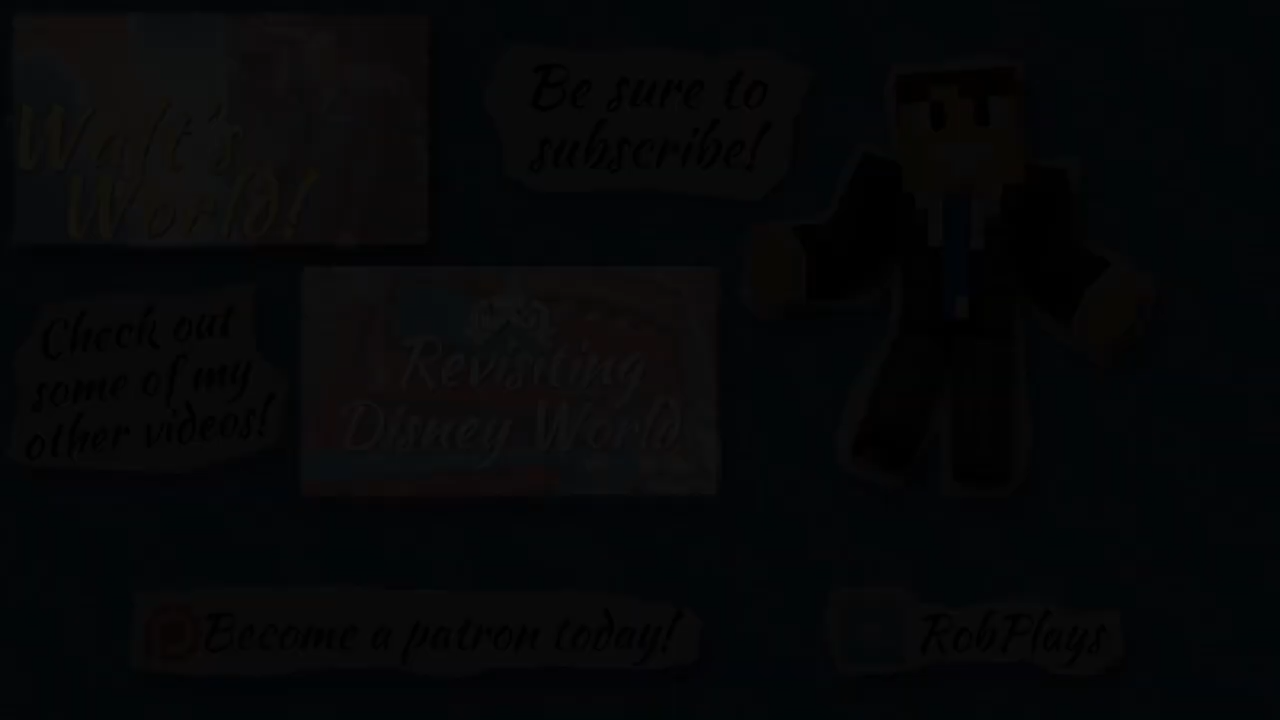 Walt's
World!
Be sure to
subscribe!
Check out
some of my
other videos!
Revisiting
Disney World
Become a patron today!
RobPlays